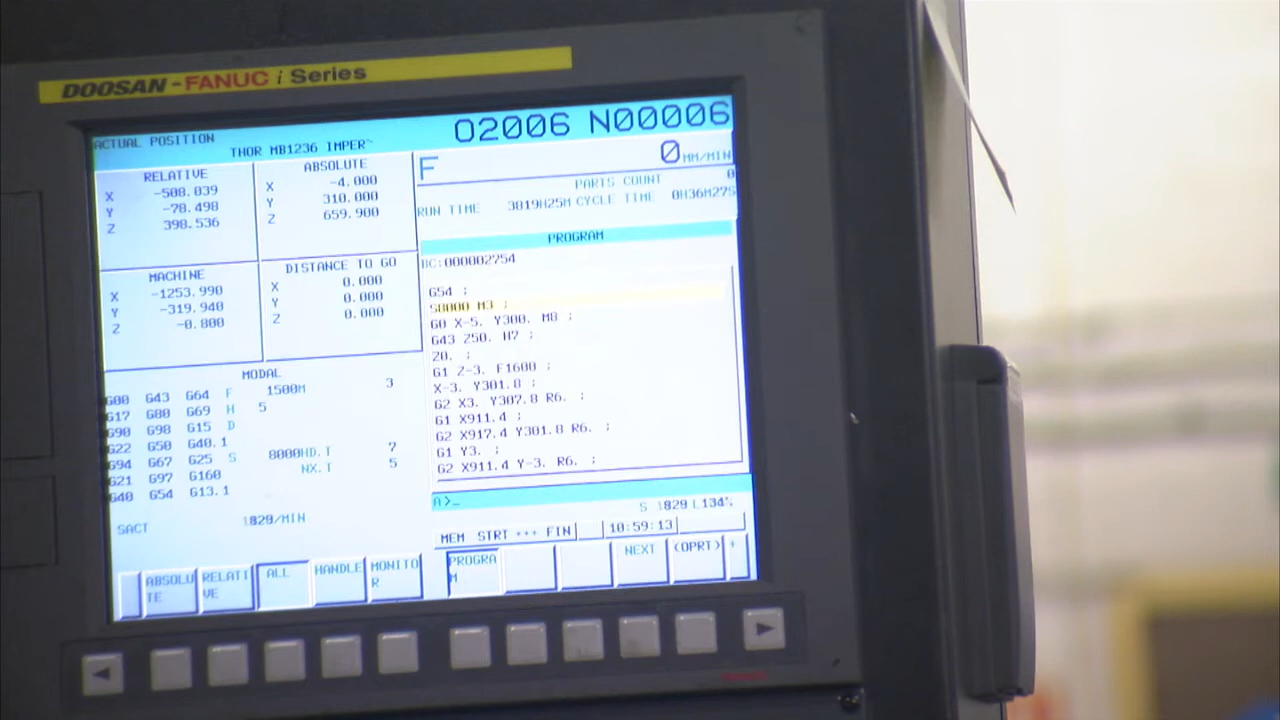 DOOSAN-FANUC i Series
ACTUAL POSITION
THOR MB1236 IMPER~
O2006 N00006
RELATIVE
X -508.039
Y -78.498
Z 398.536
ABSOLUTE
X -4.000
Y 310.000
Z 659.900
MACHINE
X -1253.990
Y -319.940
Z -0.800
DISTANCE TO GO
X 0.000
Y 0.000
Z 0.000
F 0 MM/MIN
PARTS COUNT 0
RUN TIME 3819H25M CYCLE TIME 0H36M27S
PROGRAM
BC:000002754
G54 ;
S8000 M3 ;
G0 X-5. Y300. M8 ;
G43 Z50. H7 ;
Z0. ;
G1 Z-3. F1600 ;
X-3. Y301.8 ;
G2 X3. Y307.8 R6. ;
G1 X911.4 ;
G2 X917.4 Y301.8 R6. ;
G1 Y3. ;
G2 X911.4 Y-3. R6. ;
MODAL
G00 G43 G64 F 1500M 3
G17 G80 G69 H 5
G90 G98 G15 D
G22 G50 G40.1
G94 G67 G25 S 8000HD.T 7
G21 G97 G160 NX.T 5
G40 G54 G13.1
SACT 1829/MIN
A>_
S 1829 L134%
MEM STRT *** FIN 10:59:13
ABSOLUTE
RELATIVE
ALL
HANDLE
MONITOR
PROGRAM
NEXT
(OPRT)
+